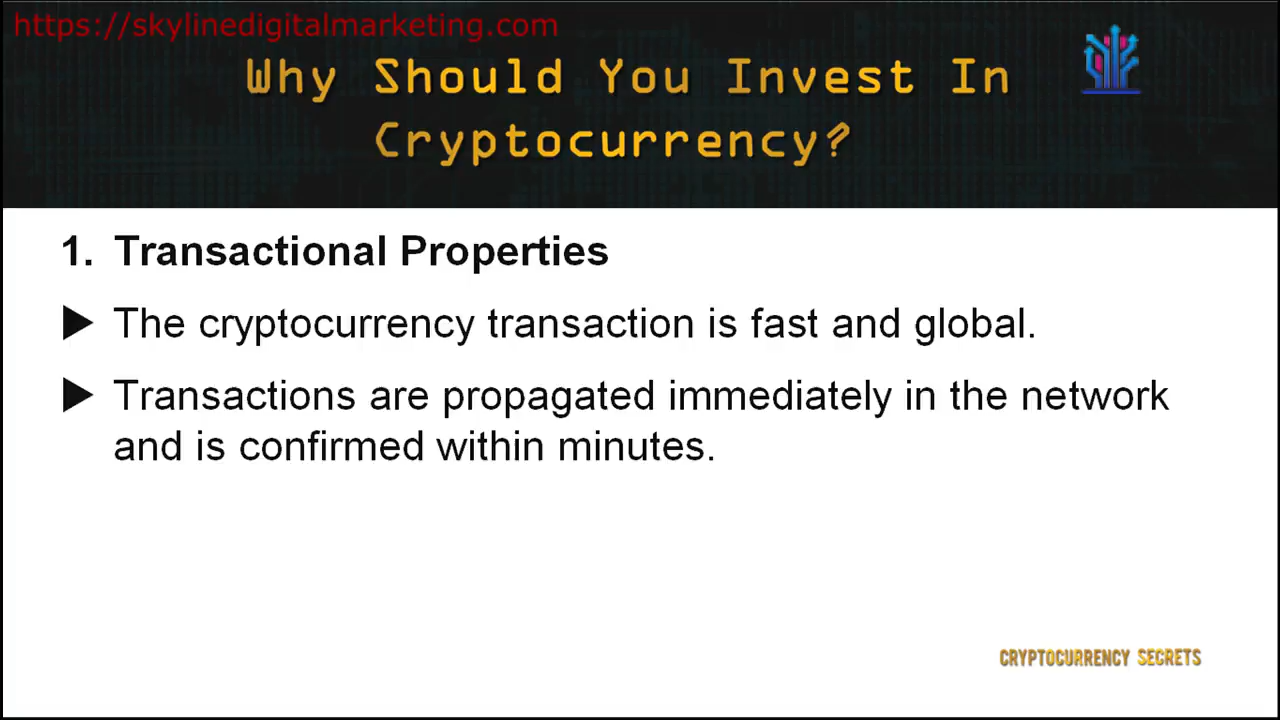 https://skylinedigitalmarketing.com
Why Should You Invest In
Cryptocurrency?
1. Transactional Properties
▶ The cryptocurrency transaction is fast and global.
▶ Transactions are propagated immediately in the network
and is confirmed within minutes.
CRYPTOCURRENCY SECRETS